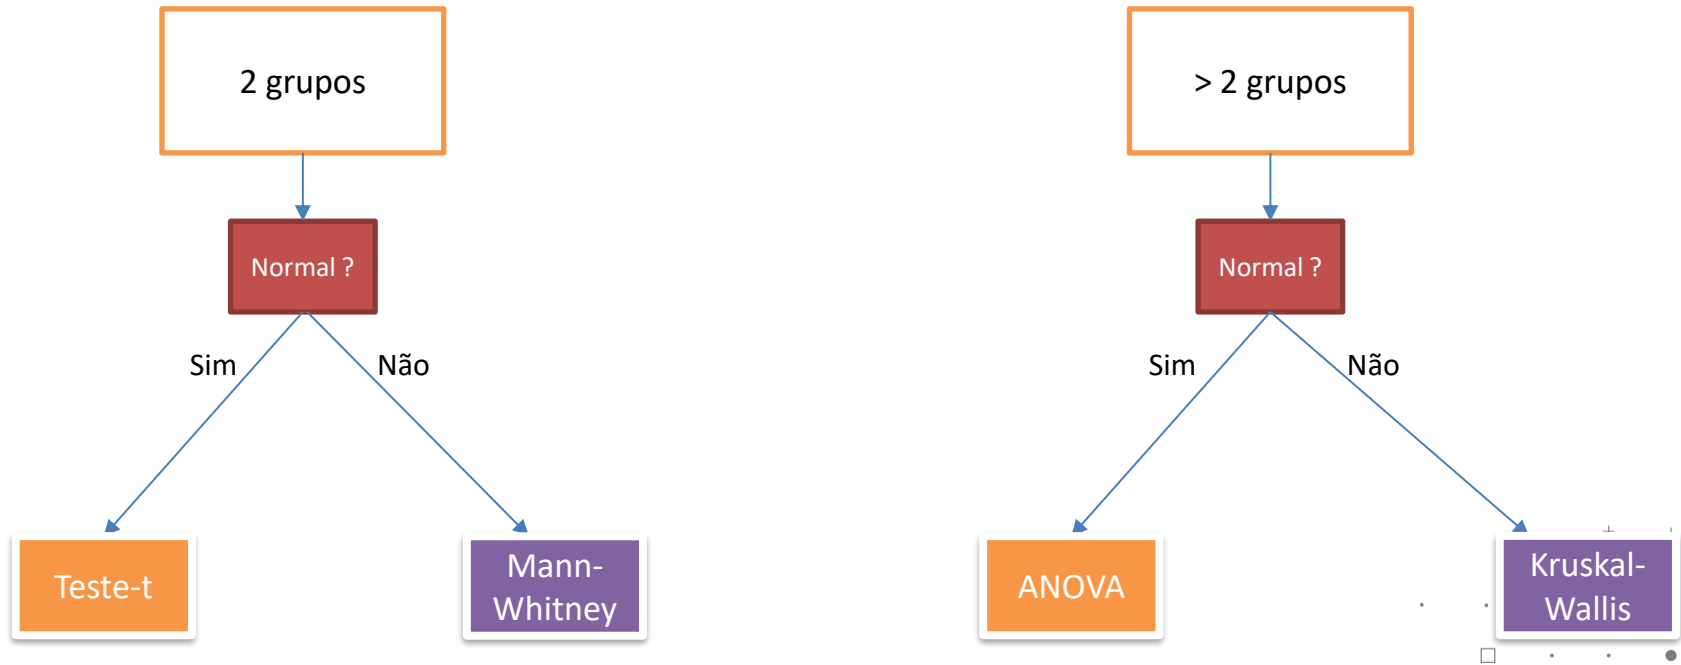 2 grupos
Normal ?
Sim
Não
Teste-t
Mann-
Whitney
> 2 grupos
Normal ?
Sim
Não
ANOVA
Kruskal-
Wallis